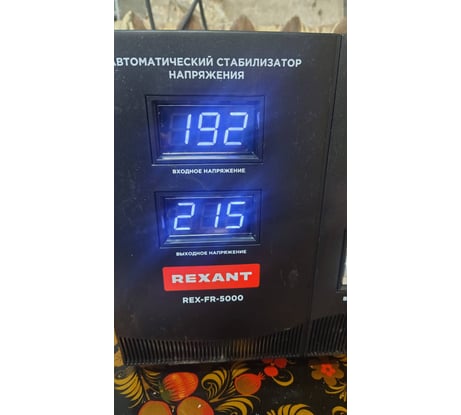 АВТОМАТИЧЕСКИЙ СТАБИЛИЗАТОР
НАПРЯЖЕНИЯ
192
ВХОДНОЕ НАПРЯЖЕНИЕ
215
ВЫХОДНОЕ НАПРЯЖЕНИЕ
REXANT
REX-FR-5000